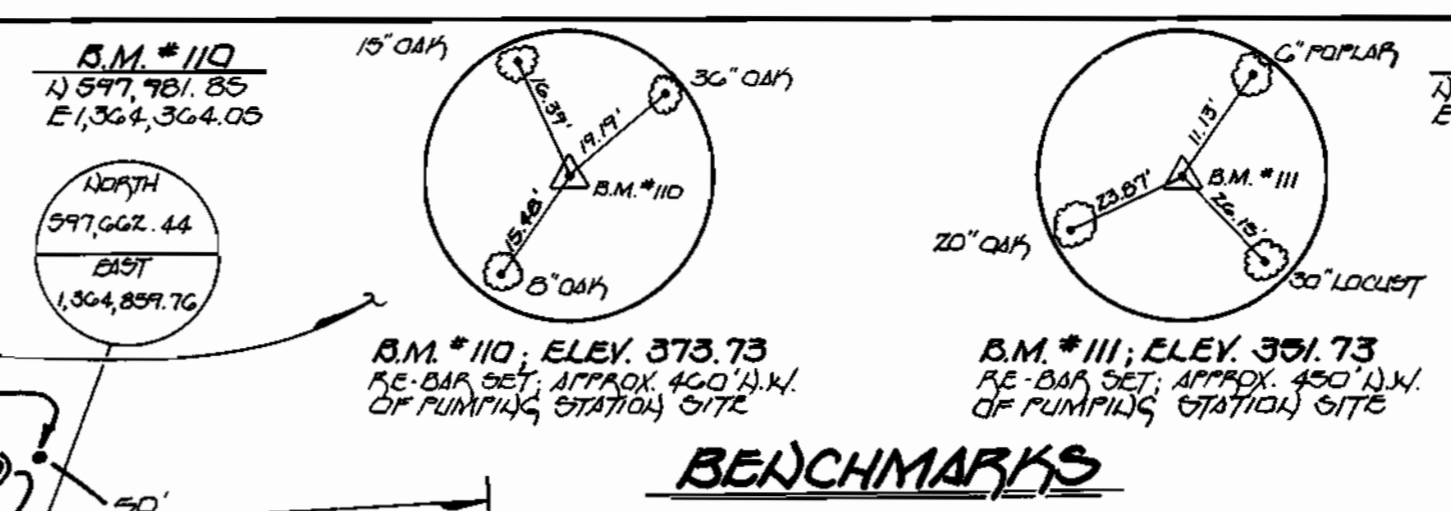 B.M. #110
N 597,981.85
E 1,364,364.05
NORTH
597,662.44
EAST
1,364,859.76
15" OAK
36" OAK
16.39'
19.19'
B.M. #110
15.48'
8" OAK
B.M. #110; ELEV. 373.73
RE-BAR SET; APPROX. 460' N.W.
OF PUMPING STATION SITE
6" POPLAR
11.13'
B.M. #111
23.87'
26.15'
20" OAK
30" LOCUST
B.M. #111; ELEV. 351.73
RE-BAR SET; APPROX. 450' N.W.
OF PUMPING STATION SITE
N
E
BENCHMARKS
50'